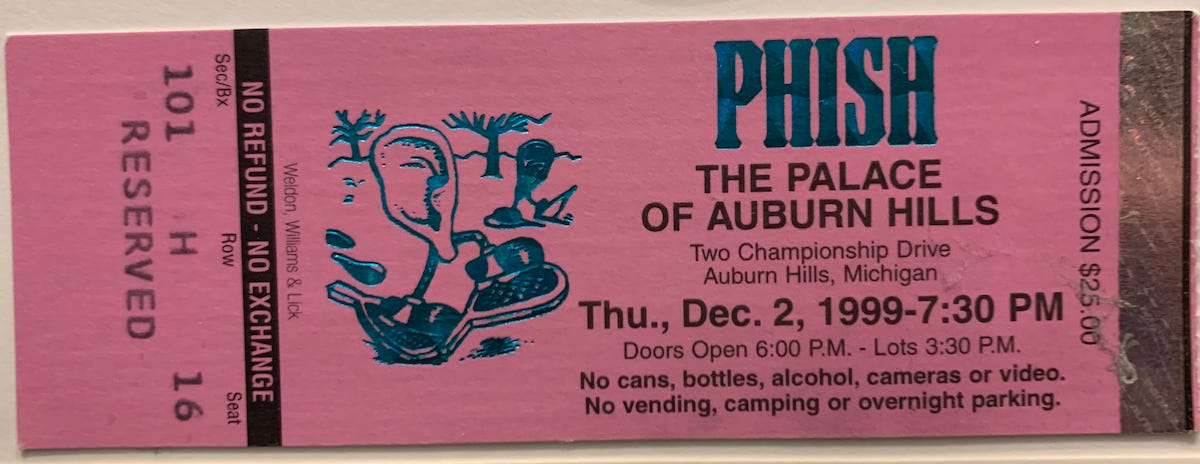 PHISH
THE PALACE
OF AUBURN HILLS
Two Championship Drive
Auburn Hills, Michigan
Thu., Dec. 2, 1999-7:30 PM
Doors Open 6:00 P.M. - Lots 3:30 P.M.
No cans, bottles, alcohol, cameras or video.
No vending, camping or overnight parking.
ADMISSION $25.00
Weldon, Williams & Lick
NO REFUND - NO EXCHANGE
Sec/Bx Row Seat
101 H 16
RESERVED